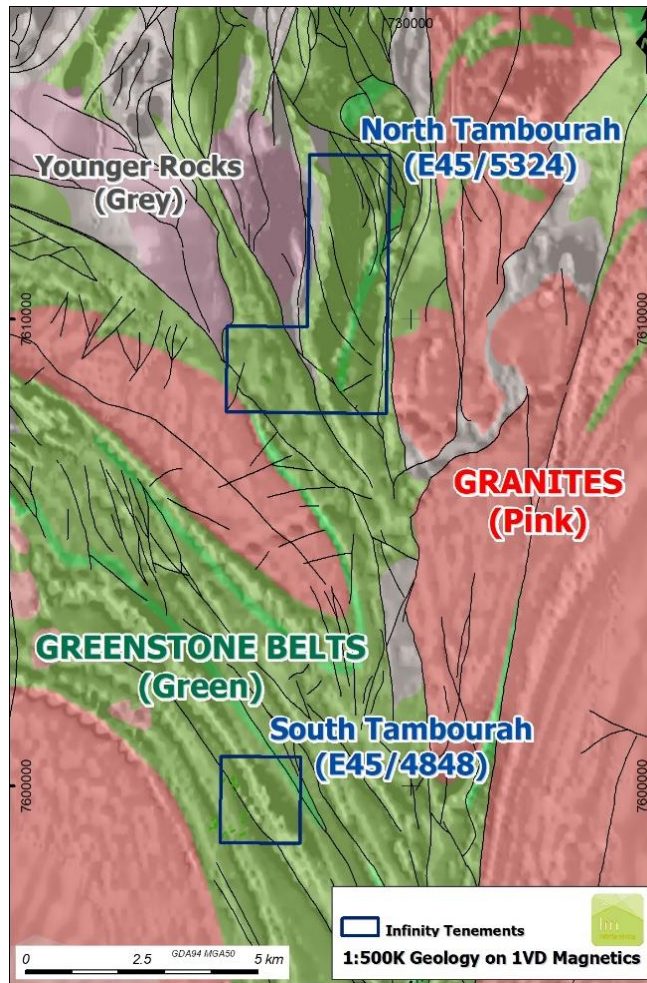 730000
North Tambourah
(E45/5324)
Younger Rocks
(Grey)
7610000
7610000
GRANITES
(Pink)
GREENSTONE BELTS
(Green)
South Tambourah
(E45/4848)
7600000
7600000
Infinity Tenements
1:500K Geology on 1VD Magnetics
GDA94 MGA50
0 2.5 5 km